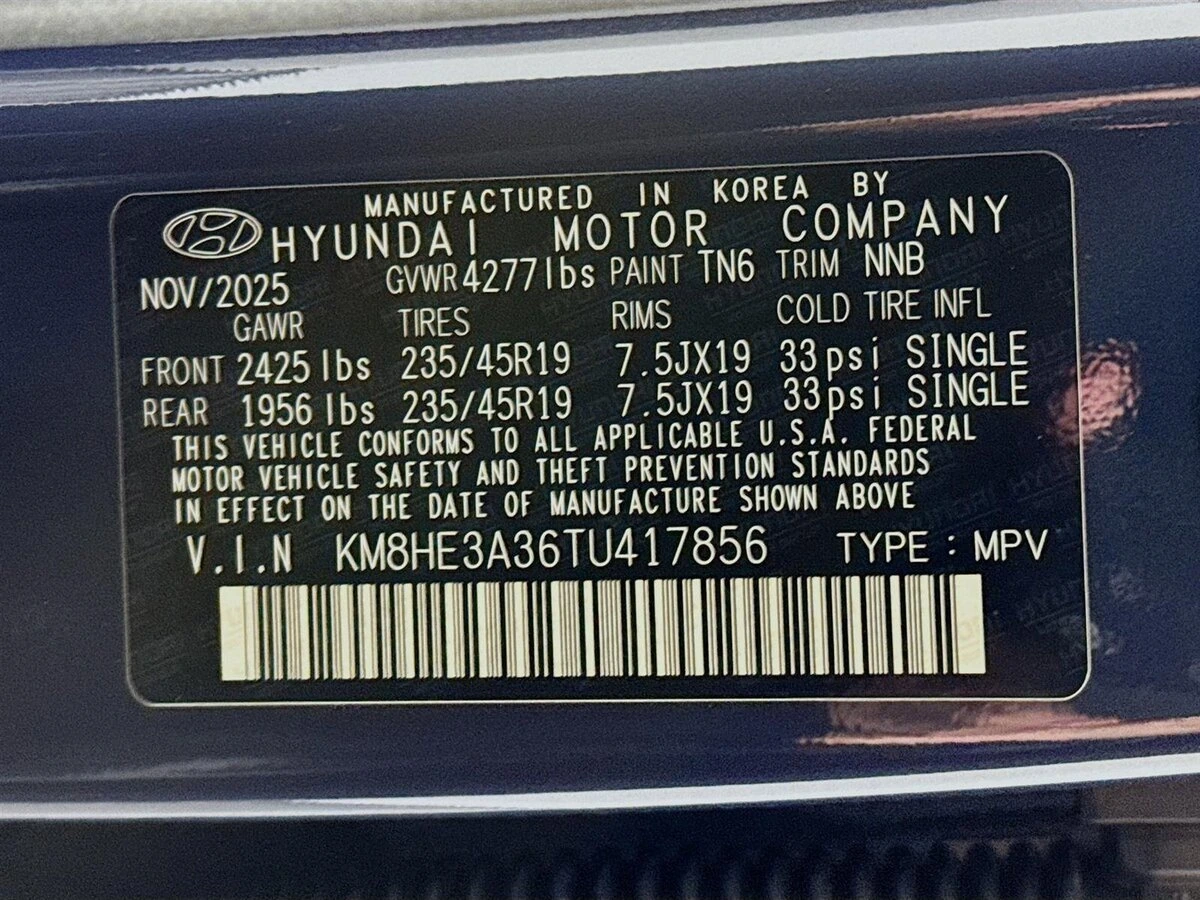 MANUFACTURED IN KOREA BY
HYUNDAI MOTOR COMPANY
NOV/2025 GVWR 4277lbs PAINT TN6 TRIM NNB
GAWR TIRES RIMS COLD TIRE INFL
FRONT 2425 lbs 235/45R19 7.5JX19 33psi SINGLE
REAR 1956 lbs 235/45R19 7.5JX19 33psi SINGLE
THIS VEHICLE CONFORMS TO ALL APPLICABLE U.S.A. FEDERAL
MOTOR VEHICLE SAFETY AND THEFT PREVENTION STANDARDS
IN EFFECT ON THE DATE OF MANUFACTURE SHOWN ABOVE
V.I.N KM8HE3A36TU417856 TYPE : MPV